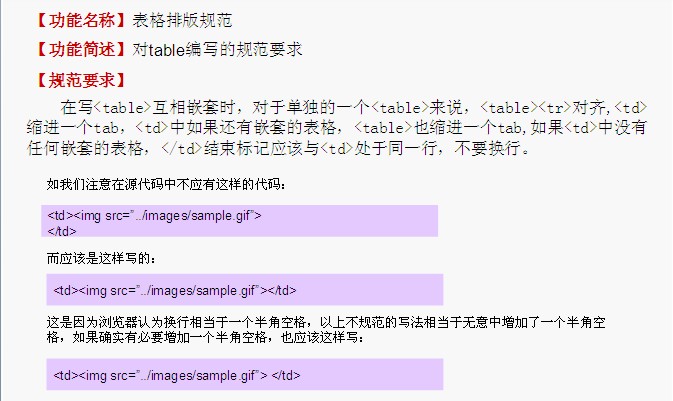 【功能名称】表格排版规范
【功能简述】对table编写的规范要求
【规范要求】
在写<table>互相嵌套时，对于单独的一个<table>来说，<table><tr>对齐,<td>
缩进一个tab，<td>中如果还有嵌套的表格，<table>也缩进一个tab,如果<td>中没有
任何嵌套的表格，</td>结束标记应该与<td>处于同一行，不要换行。
如我们注意在源代码中不应有这样的代码：
<td><img src=”../images/sample.gif”>
</td>
而应该是这样写的：
<td><img src=”../images/sample.gif”></td>
这是因为浏览器认为换行相当于一个半角空格，以上不规范的写法相当于无意中增加了一个半角空
格，如果确实有必要增加一个半角空格，也应该这样写：
<td><img src=”../images/sample.gif”> </td>